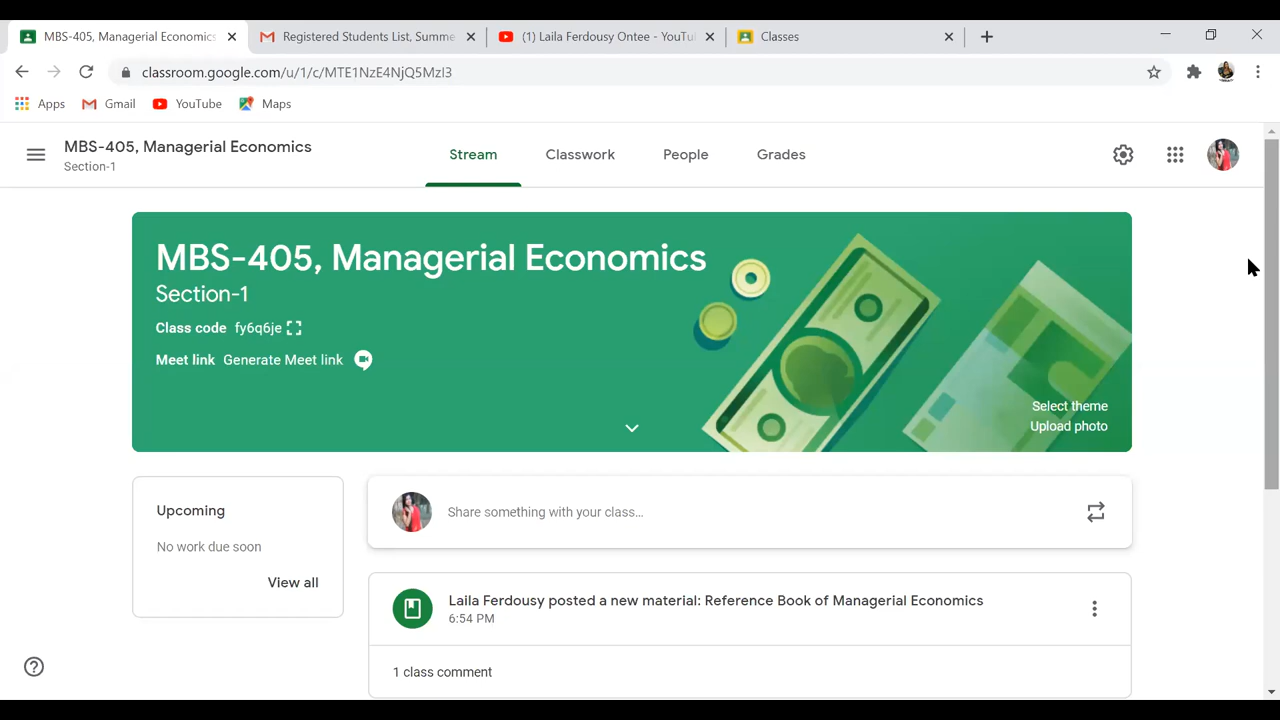 MBS-405, Managerial Economics
Registered Students List, Summe
(1) Laila Ferdousy Ontee - YouTu
Classes
classroom.google.com/u/1/c/MTE1NzE4NjQ5MzI3
Apps
Gmail
YouTube
Maps
MBS-405, Managerial Economics
Section-1
Stream
Classwork
People
Grades
MBS-405, Managerial Economics
Section-1
Class code fy6q6je
Meet link Generate Meet link
Select theme
Upload photo
Upcoming
No work due soon
View all
Share something with your class...
Laila Ferdousy posted a new material: Reference Book of Managerial Economics
6:54 PM
1 class comment